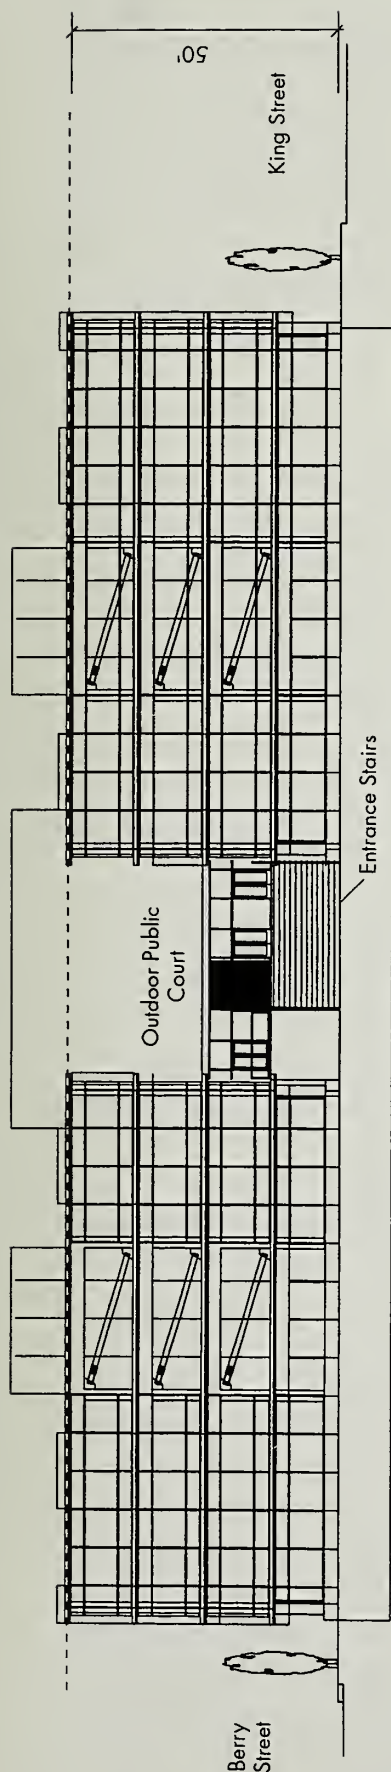 50'
King Street
Outdoor Public
Court
Entrance Stairs
Berry
Street